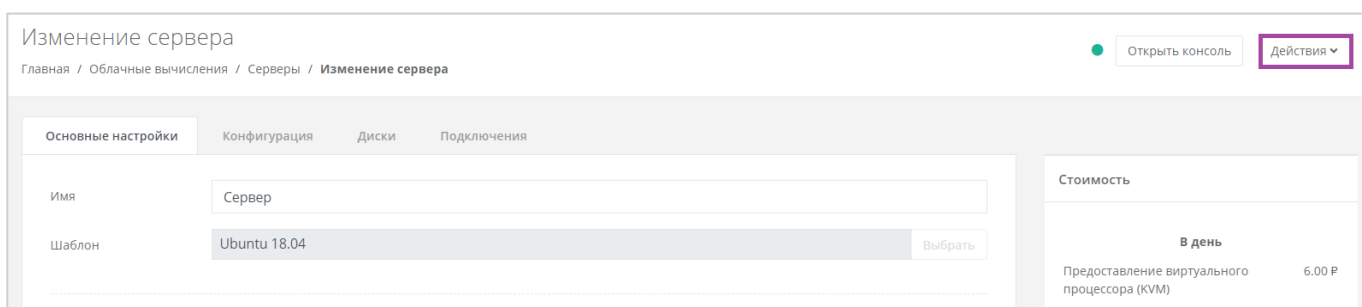 Изменение сервера
Открыть консоль
Действия
Главная / Облачные вычисления / Серверы / Изменение сервера
Основные настройки Конфигурация Диски Подключения
Стоимость
Имя Сервер
Шаблон Ubuntu 18.04 Выбрать
В день
Предоставление виртуального 6.00 ₽
процессора (KVM)